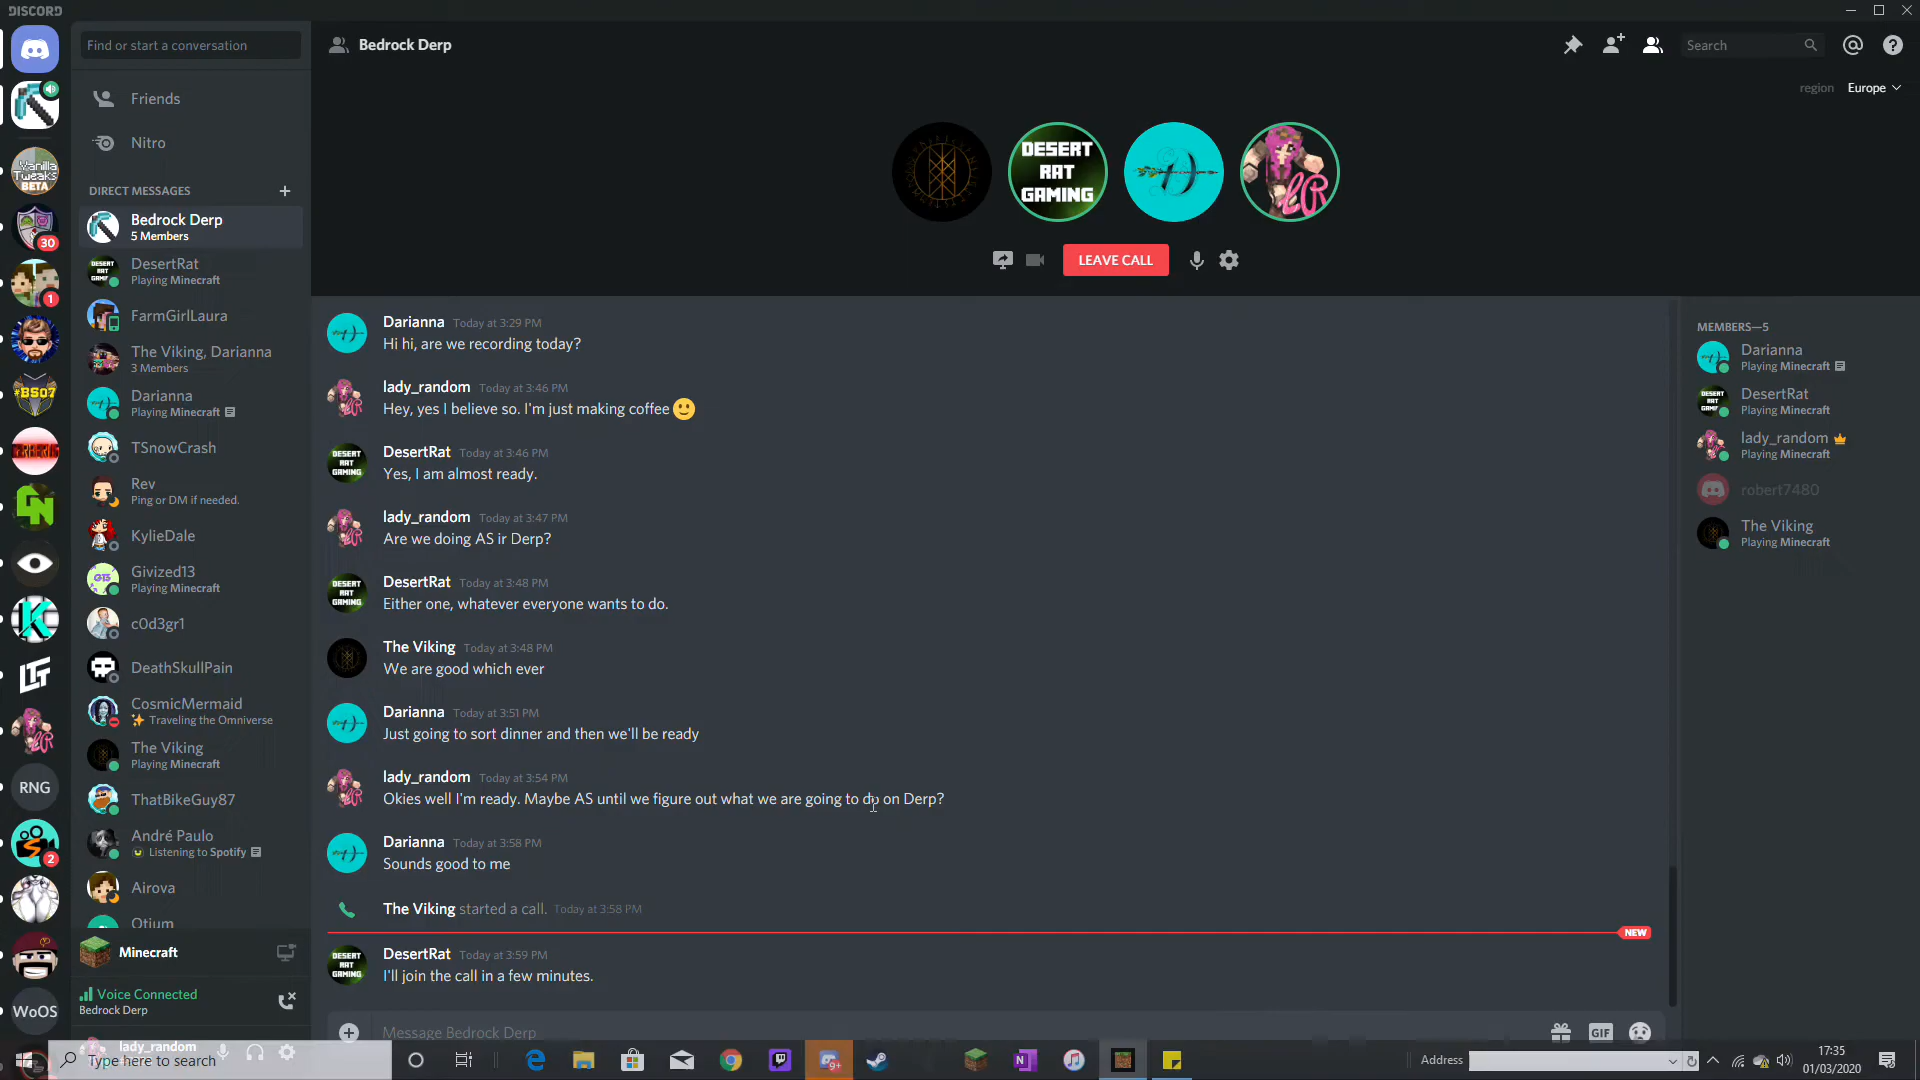 DISCORD
Find or start a conversation
Friends
Nitro
DIRECT MESSAGES
Bedrock Derp
5 Members
DesertRat
Playing Minecraft
FarmGirlLaura
The Viking, Darianna
3 Members
Darianna
Playing Minecraft
TSnowCrash
Rev
Ping or DM if needed.
KylieDale
Givized13
Playing Minecraft
c0d3gr1
DeathSkullPain
CosmicMermaid
Traveling the Omniverse
The Viking
Playing Minecraft
ThatBikeGuy87
André Paulo
Listening to Spotify
Airova
Otium
Minecraft
Voice Connected
Bedrock Derp
lady_random
Vanilla
Tweaks
BETA
30
1
#BS07
RNG
2
WoOS
Bedrock Derp
Search
region Europe
DESERT
RAT
GAMING
LR
LEAVE CALL
Darianna Today at 3:29 PM
Hi hi, are we recording today?
lady_random Today at 3:46 PM
Hey, yes I believe so. I'm just making coffee
DesertRat Today at 3:46 PM
Yes, I am almost ready.
lady_random Today at 3:47 PM
Are we doing AS ir Derp?
DesertRat Today at 3:48 PM
Either one, whatever everyone wants to do.
The Viking Today at 3:48 PM
We are good which ever
Darianna Today at 3:51 PM
Just going to sort dinner and then we'll be ready
lady_random Today at 3:54 PM
Okies well I'm ready. Maybe AS until we figure out what we are going to do on Derp?
Darianna Today at 3:58 PM
Sounds good to me
The Viking started a call. Today at 3:58 PM
NEW
DesertRat Today at 3:59 PM
I'll join the call in a few minutes.
Message Bedrock Derp
GIF
MEMBERS—5
Darianna
Playing Minecraft
DesertRat
Playing Minecraft
lady_random
Playing Minecraft
robert7480
The Viking
Playing Minecraft
Type here to search
9+
Address
17:35
01/03/2020